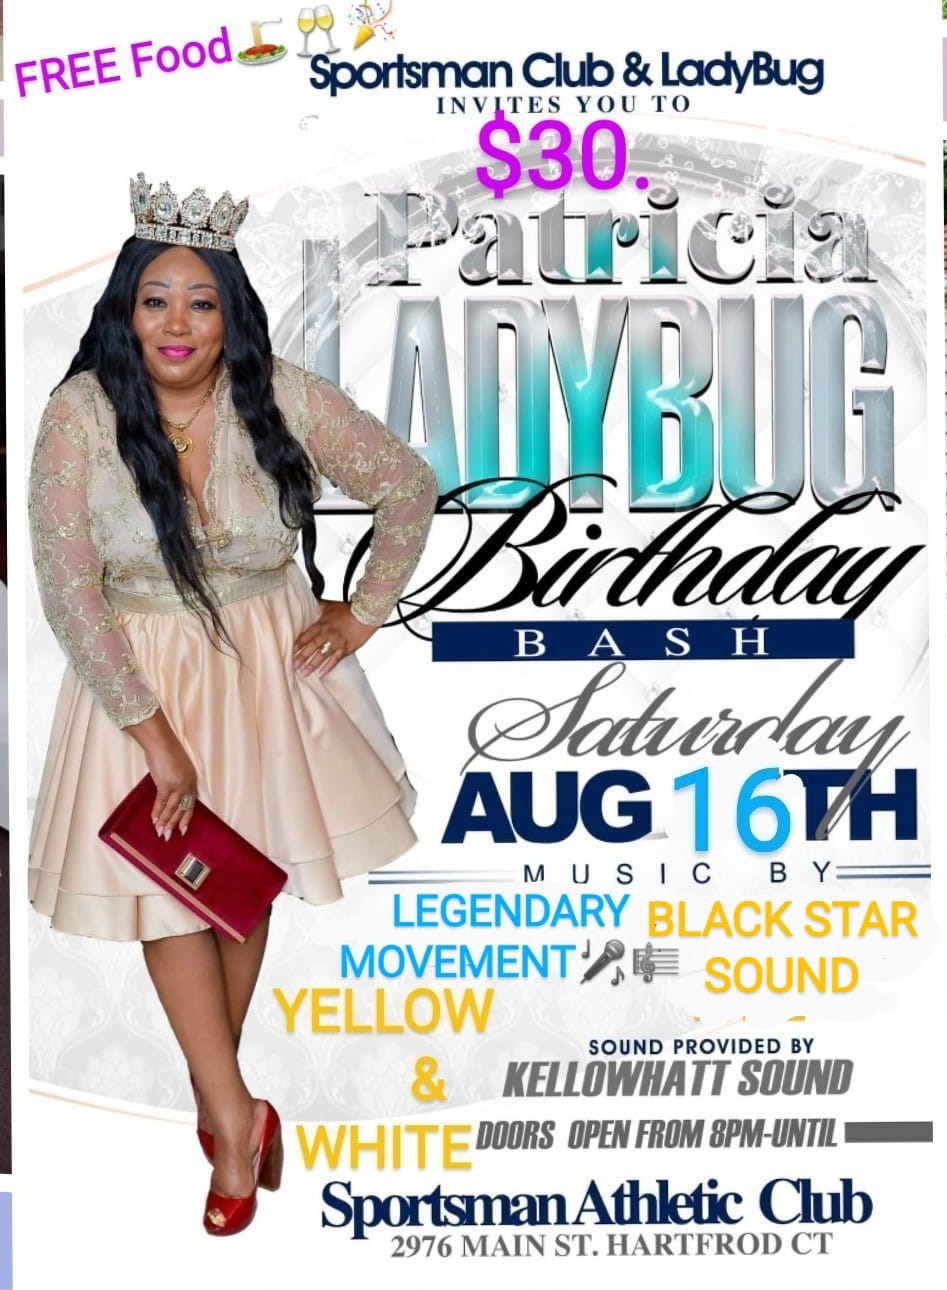 FREE Food
Sportsman Club & LadyBug
INVITES YOU TO
$30.
Patricia
LADYBUG
Birthday
BASH
Saturday
AUG 16TH
MUSIC BY
LEGENDARY
MOVEMENT
BLACK STAR
SOUND
YELLOW
&
WHITE
SOUND PROVIDED BY
KELLOWHATT SOUND
DOORS OPEN FROM 8PM-UNTIL
Sportsman Athletic Club
2976 MAIN ST. HARTFROD CT